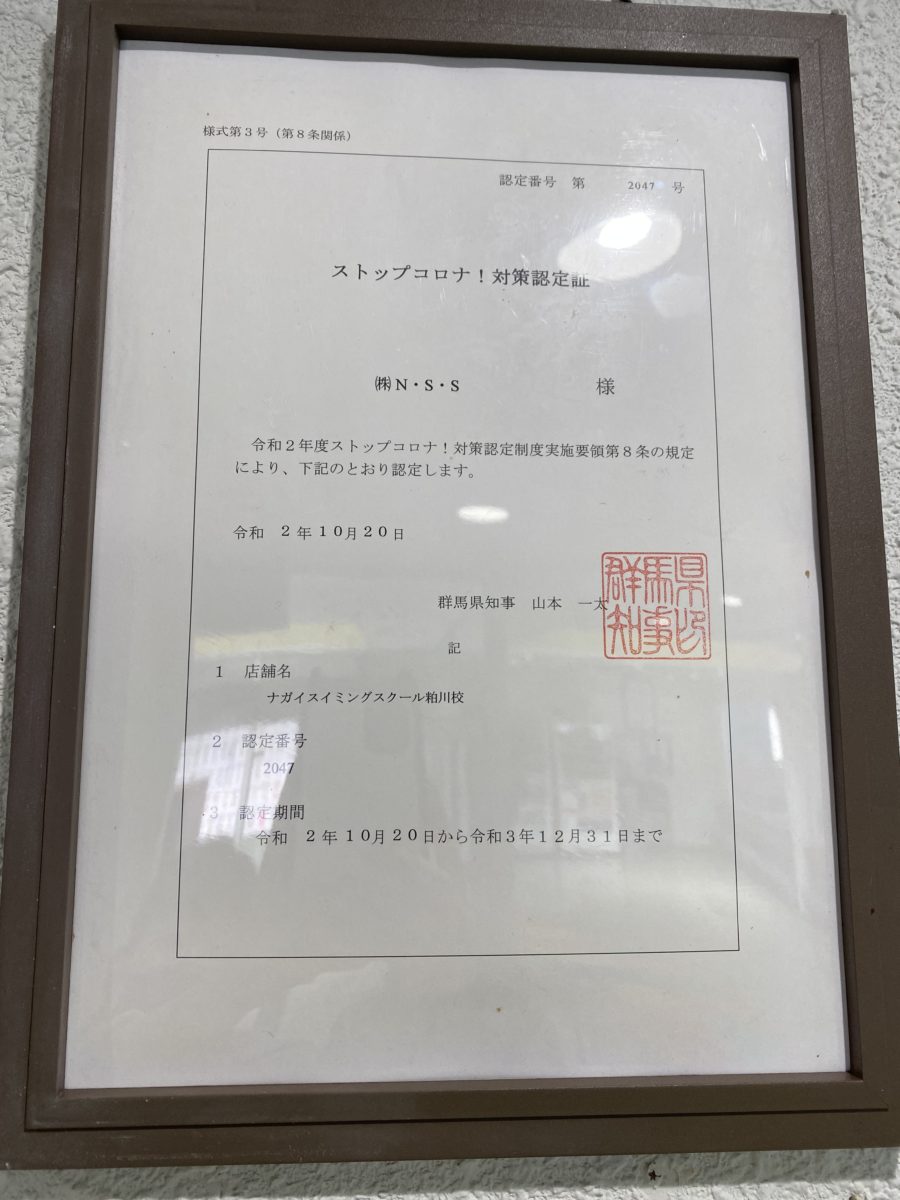 様式第3号（第8条関係）
認定番号　第　2047　号
ストップコロナ！対策認定証
㈱N・S・S　様
令和2年度ストップコロナ！対策認定制度実施要領第8条の規定
により、下記のとおり認定します。
令和　2年10月20日
群馬県知事　山本　一太
群馬県
知事印
記
1　店舗名
ナガイスイミングスクール粕川校
2　認定番号
2047
3　認定期間
令和　2年10月20日から令和3年12月31日まで